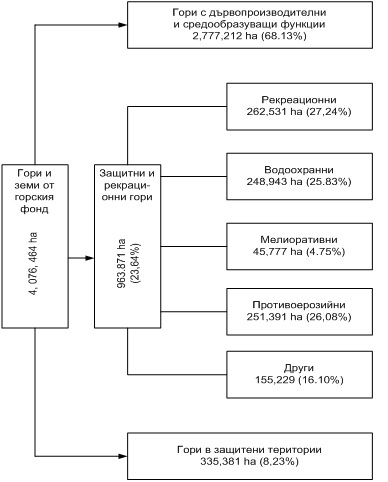 Гори с дървопроизводителни
и средообразуващи функции
2,777,212 ha (68.13%)
Рекреационни
262,531 ha (27,24%)
Гори и
земи от
горския
фонд
4, 076, 464 ha
Защитни и
рекраци-
онни гори
963.871 ha
(23,64%)
Водоохранни
248,943 ha (25.83%)
Мелиоративни
45,777 ha (4.75%)
Противоерозийни
251,391 ha (26,08%)
Други
155,229 (16.10%)
Гори в защитени територии
335,381 ha (8,23%)